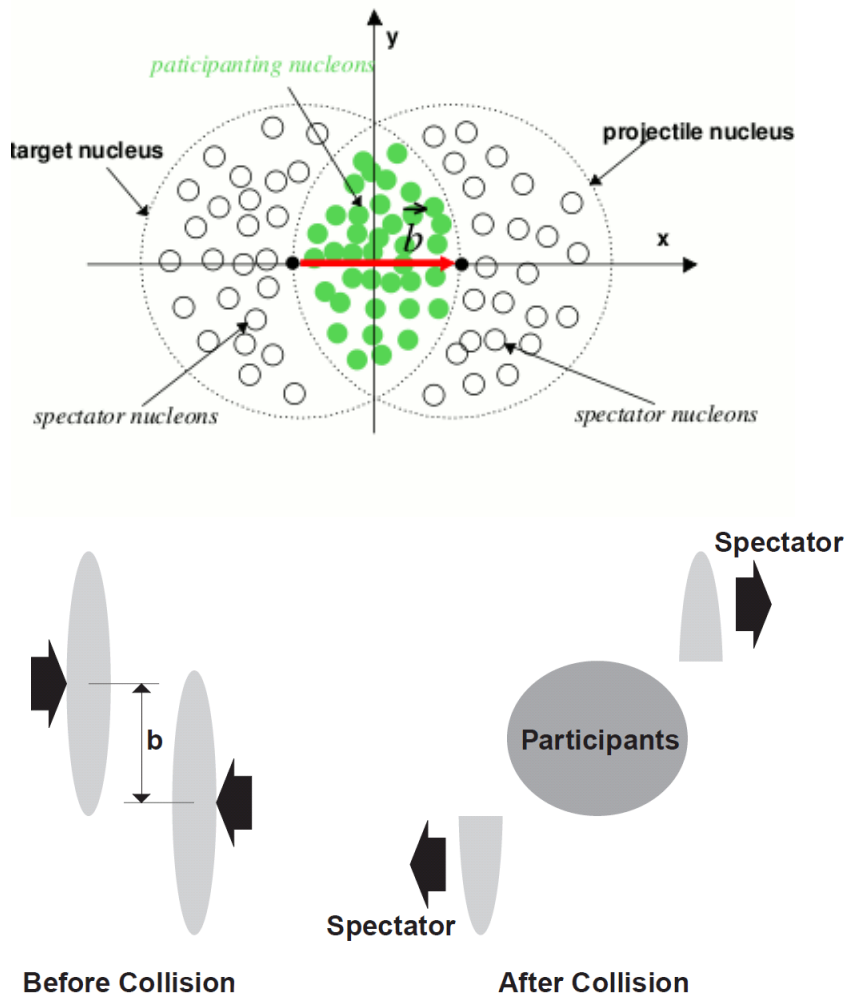 y
paticipanting nucleons
target nucleus
projectile nucleus
b
x
spectator nucleons
spectator nucleons
Spectator
b
Participants
Spectator
Before Collision
After Collision